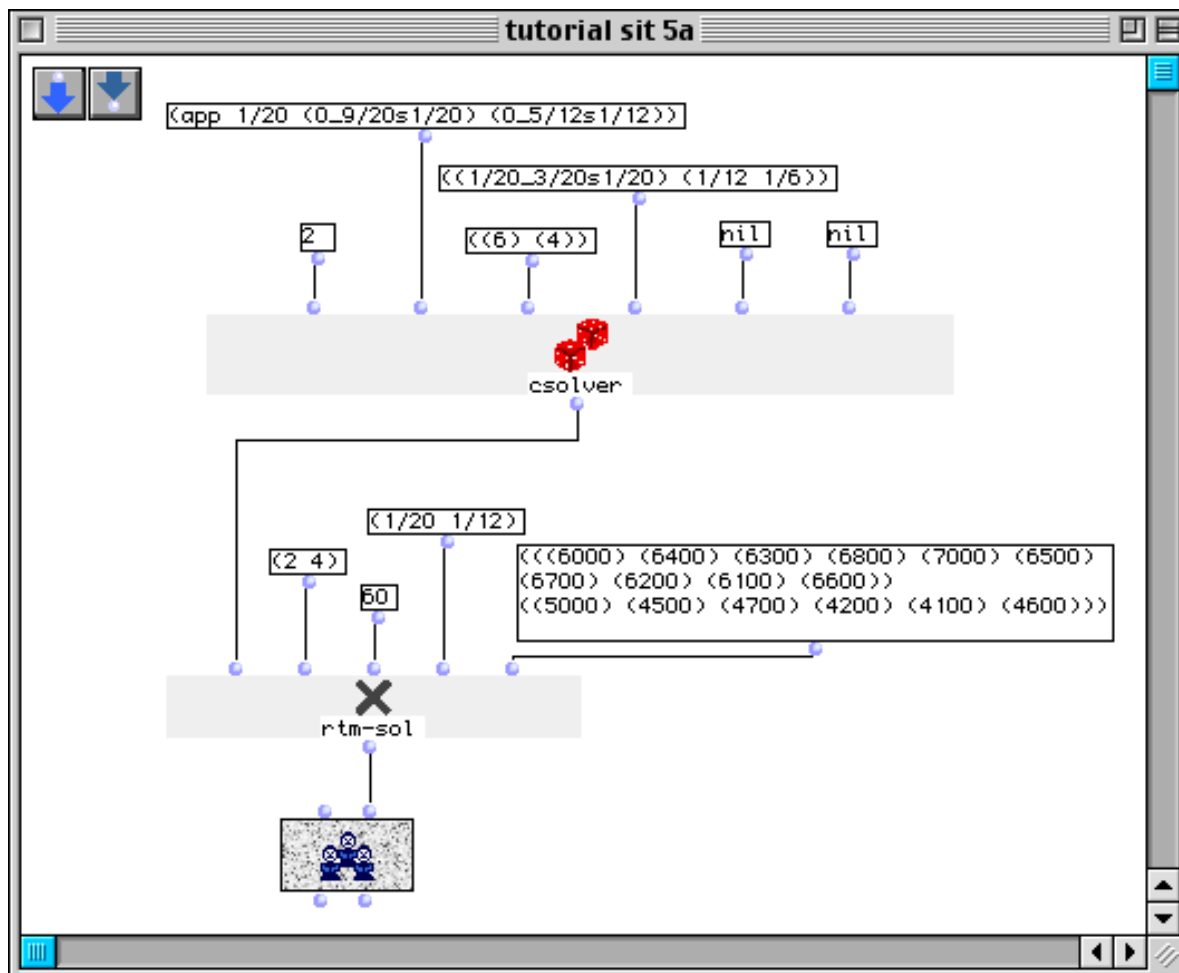 tutorial sit 5a
(app 1/20 (0_9/20s1/20) (0_5/12s1/12))
((1/20_3/20s1/20) (1/12 1/6))
2
((6) (4))
nil
nil
csolver
(1/20 1/12)
(2 4)
60
(((6000) (6400) (6300) (6800) (7000) (6500)
(6700) (6200) (6100) (6600))
((5000) (4500) (4700) (4200) (4100) (4600)))
rtm-sol